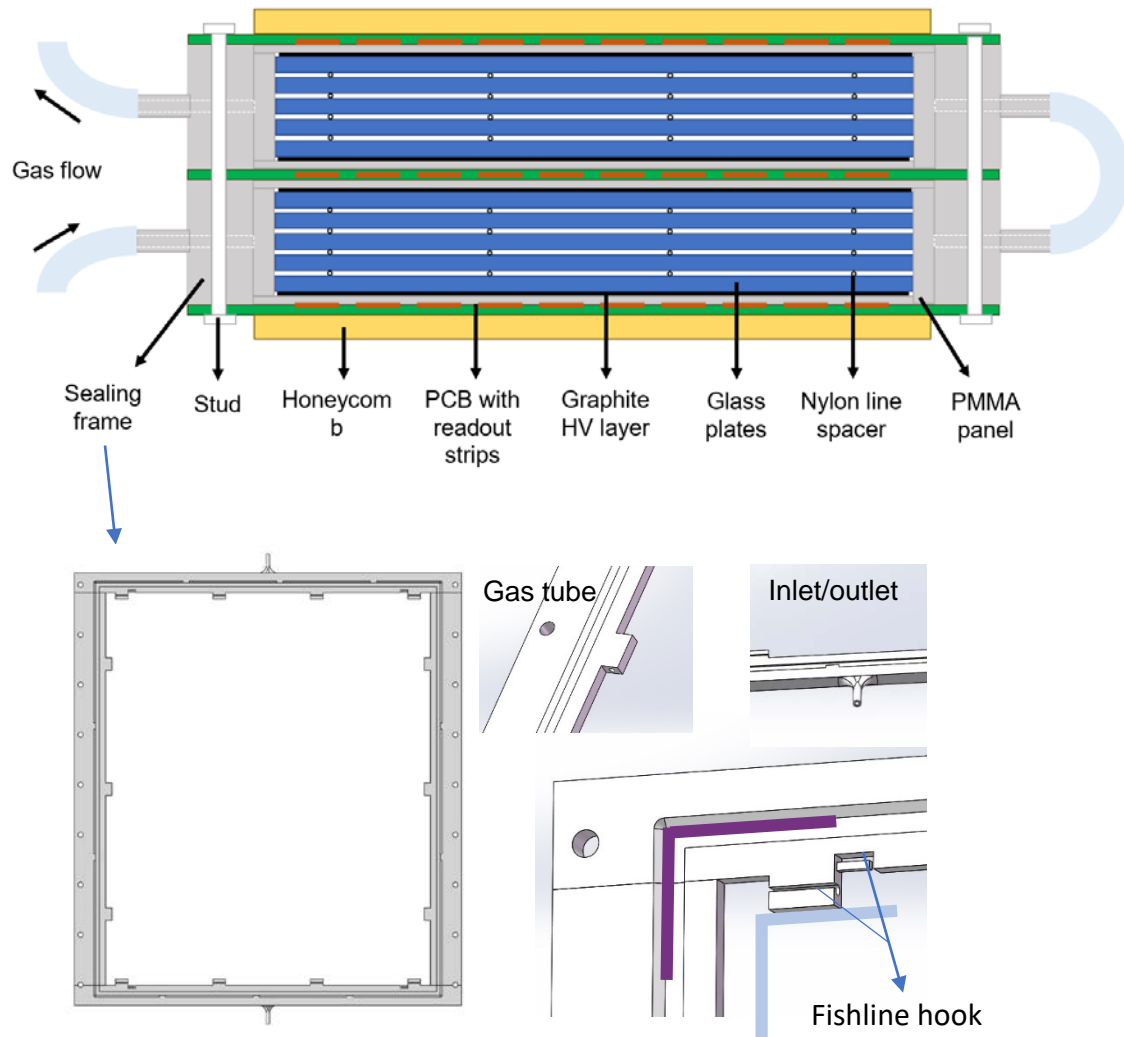 Gas flow
Sealing
frame
Stud
Honeycom
b
PCB with
readout
strips
Graphite
HV layer
Glass
plates
Nylon line
spacer
PMMA
panel
Gas tube
Inlet/outlet
Fishline hook